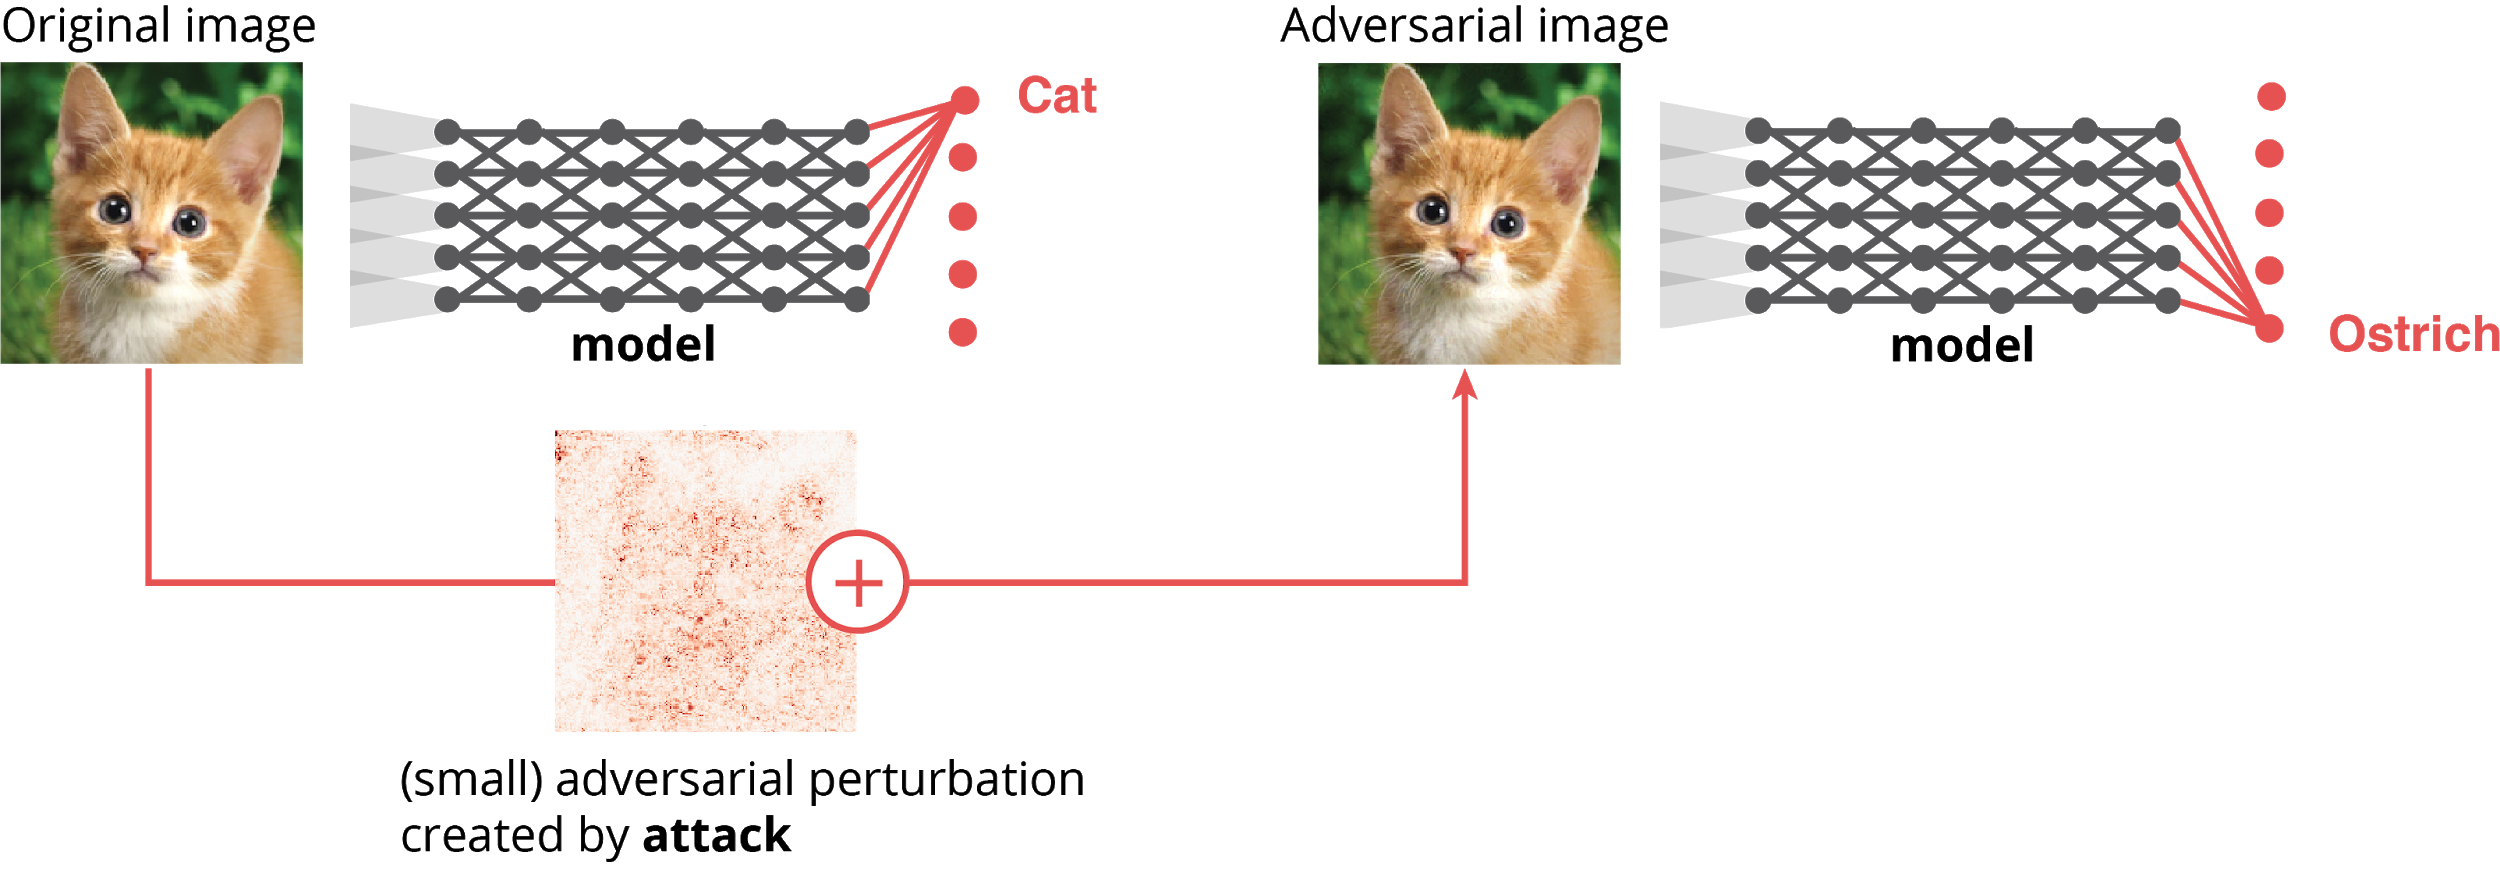 Original image
Cat
model
(small) adversarial perturbation
created by attack
Adversarial image
model
Ostrich